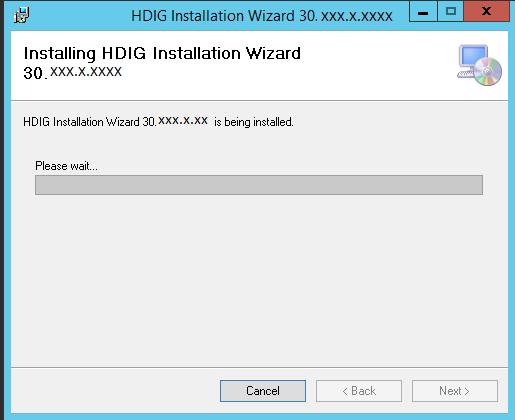 HDIG Installation Wizard 30. xxx.x.xxxx
Installing HDIG Installation Wizard
30. xxx.x.xxxx
HDIG Installation Wizard 30. xxx.x.xx is being installed.
Please wait...
Cancel
< Back
Next >